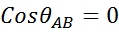 Cosθ_AB = 0